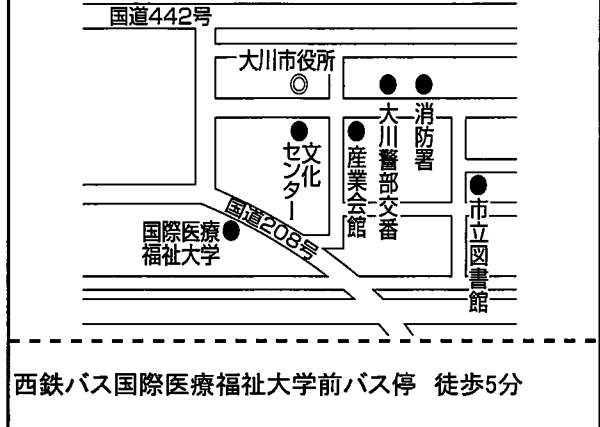 国道442号
大川市役所
消防署
大川警部交番
産業会館
文化
センター
市立図書館
国道208号
国際医療
福祉大学
西鉄バス国際医療福祉大学前バス停 徒歩5分